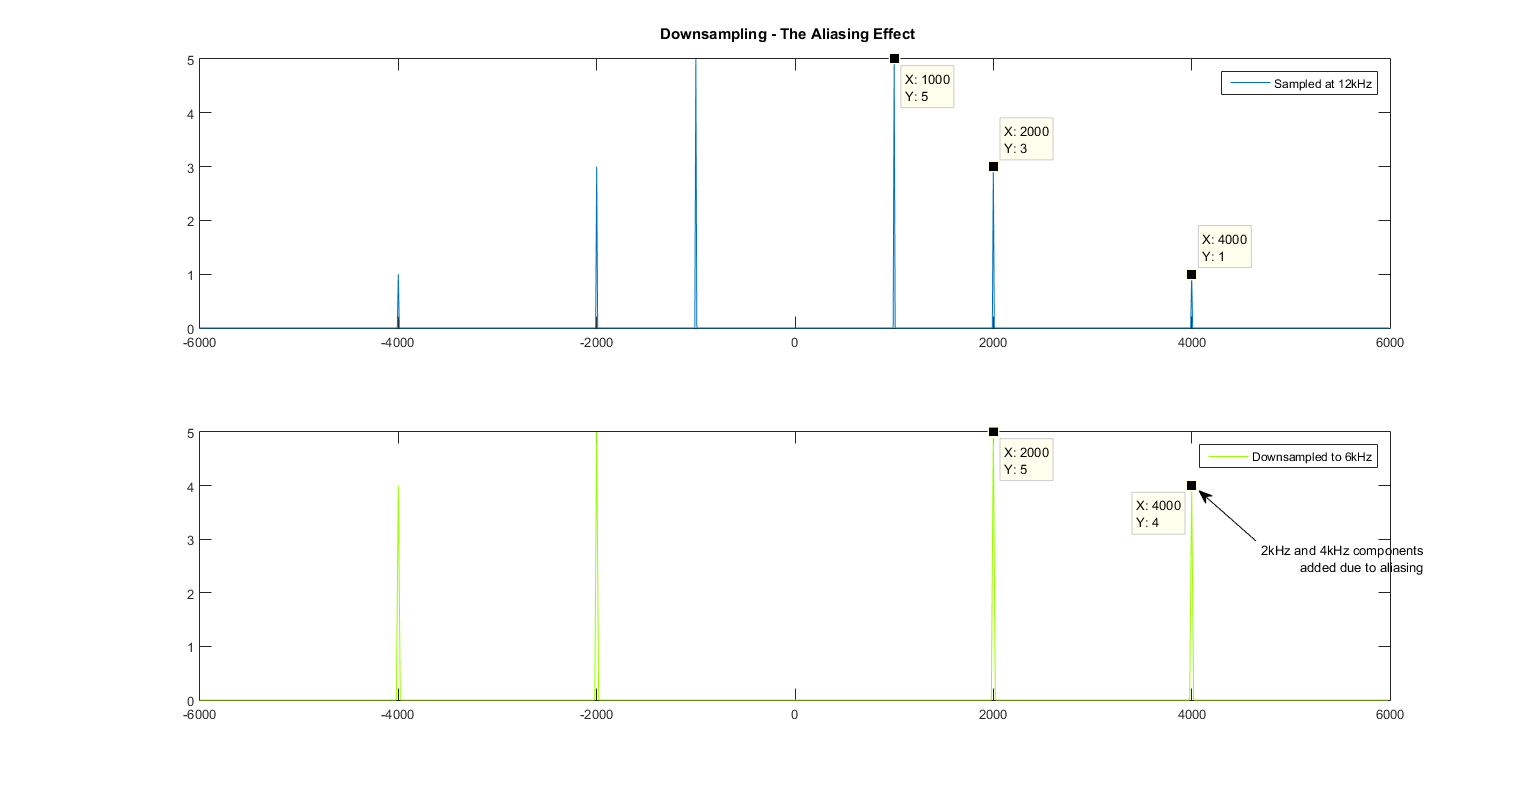 Downsampling - The Aliasing Effect
5
4
3
2
1
0
-6000 -4000 -2000 0 2000 4000 6000
X: 1000
Y: 5
X: 2000
Y: 3
X: 4000
Y: 1
Sampled at 12kHz
5
4
3
2
1
0
-6000 -4000 -2000 0 2000 4000 6000
X: 2000
Y: 5
X: 4000
Y: 4
Downsampled to 6kHz
2kHz and 4kHz components
added due to aliasing